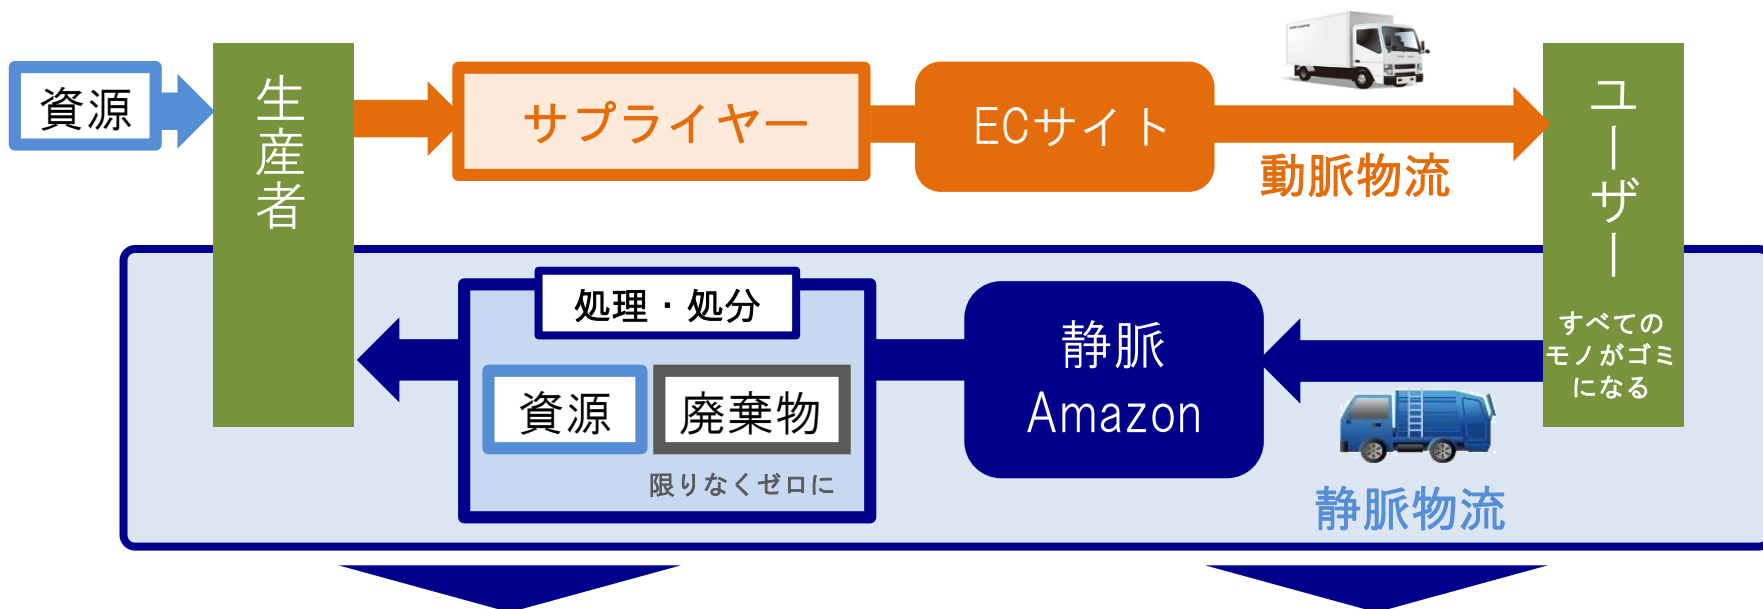 資源
生産者
サプライヤー
ECサイト
動脈物流
ユーザー
すべての
モノがゴミ
になる
処理・処分
資源
廃棄物
限りなくゼロに
静脈
Amazon
静脈物流